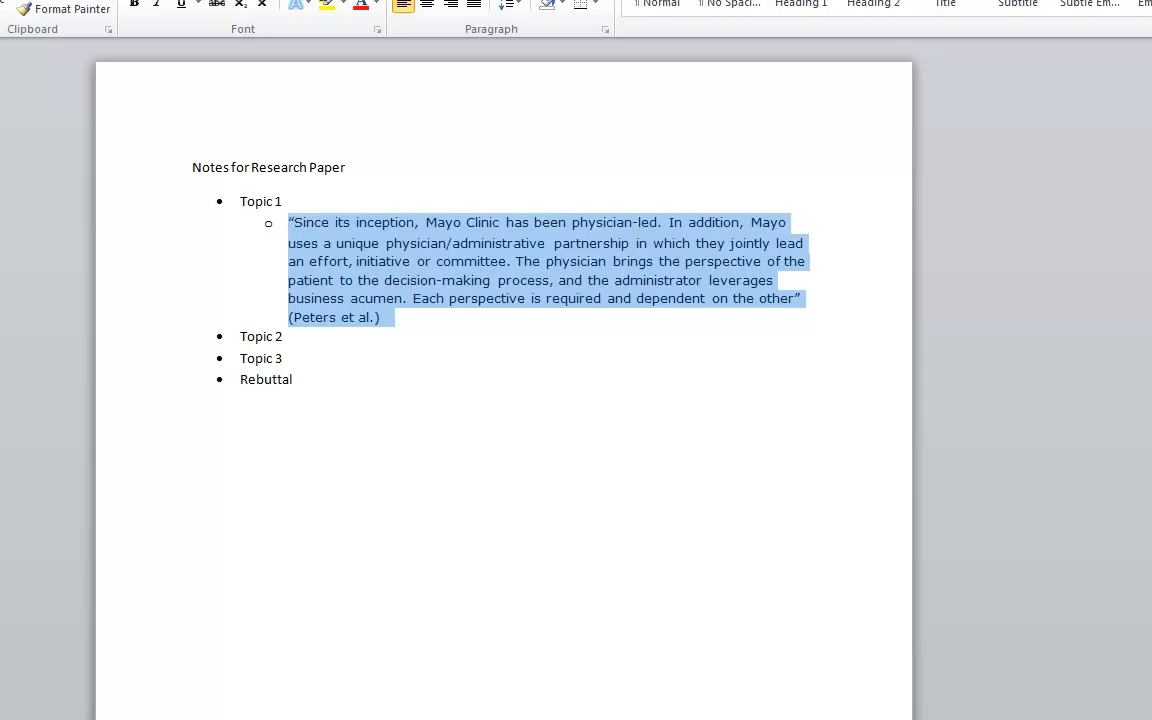 Format Painter
B I U abc X₂ X² A A
¶ Normal ¶ No Spaci... Heading 1 Heading 2 Title Subtitle Subtle Em...
Clipboard Font Paragraph
Notes for Research Paper
• Topic 1
o “Since its inception, Mayo Clinic has been physician-led. In addition, Mayo
uses a unique physician/administrative partnership in which they jointly lead
an effort, initiative or committee. The physician brings the perspective of the
patient to the decision-making process, and the administrator leverages
business acumen. Each perspective is required and dependent on the other”
(Peters et al.)
• Topic 2
• Topic 3
• Rebuttal